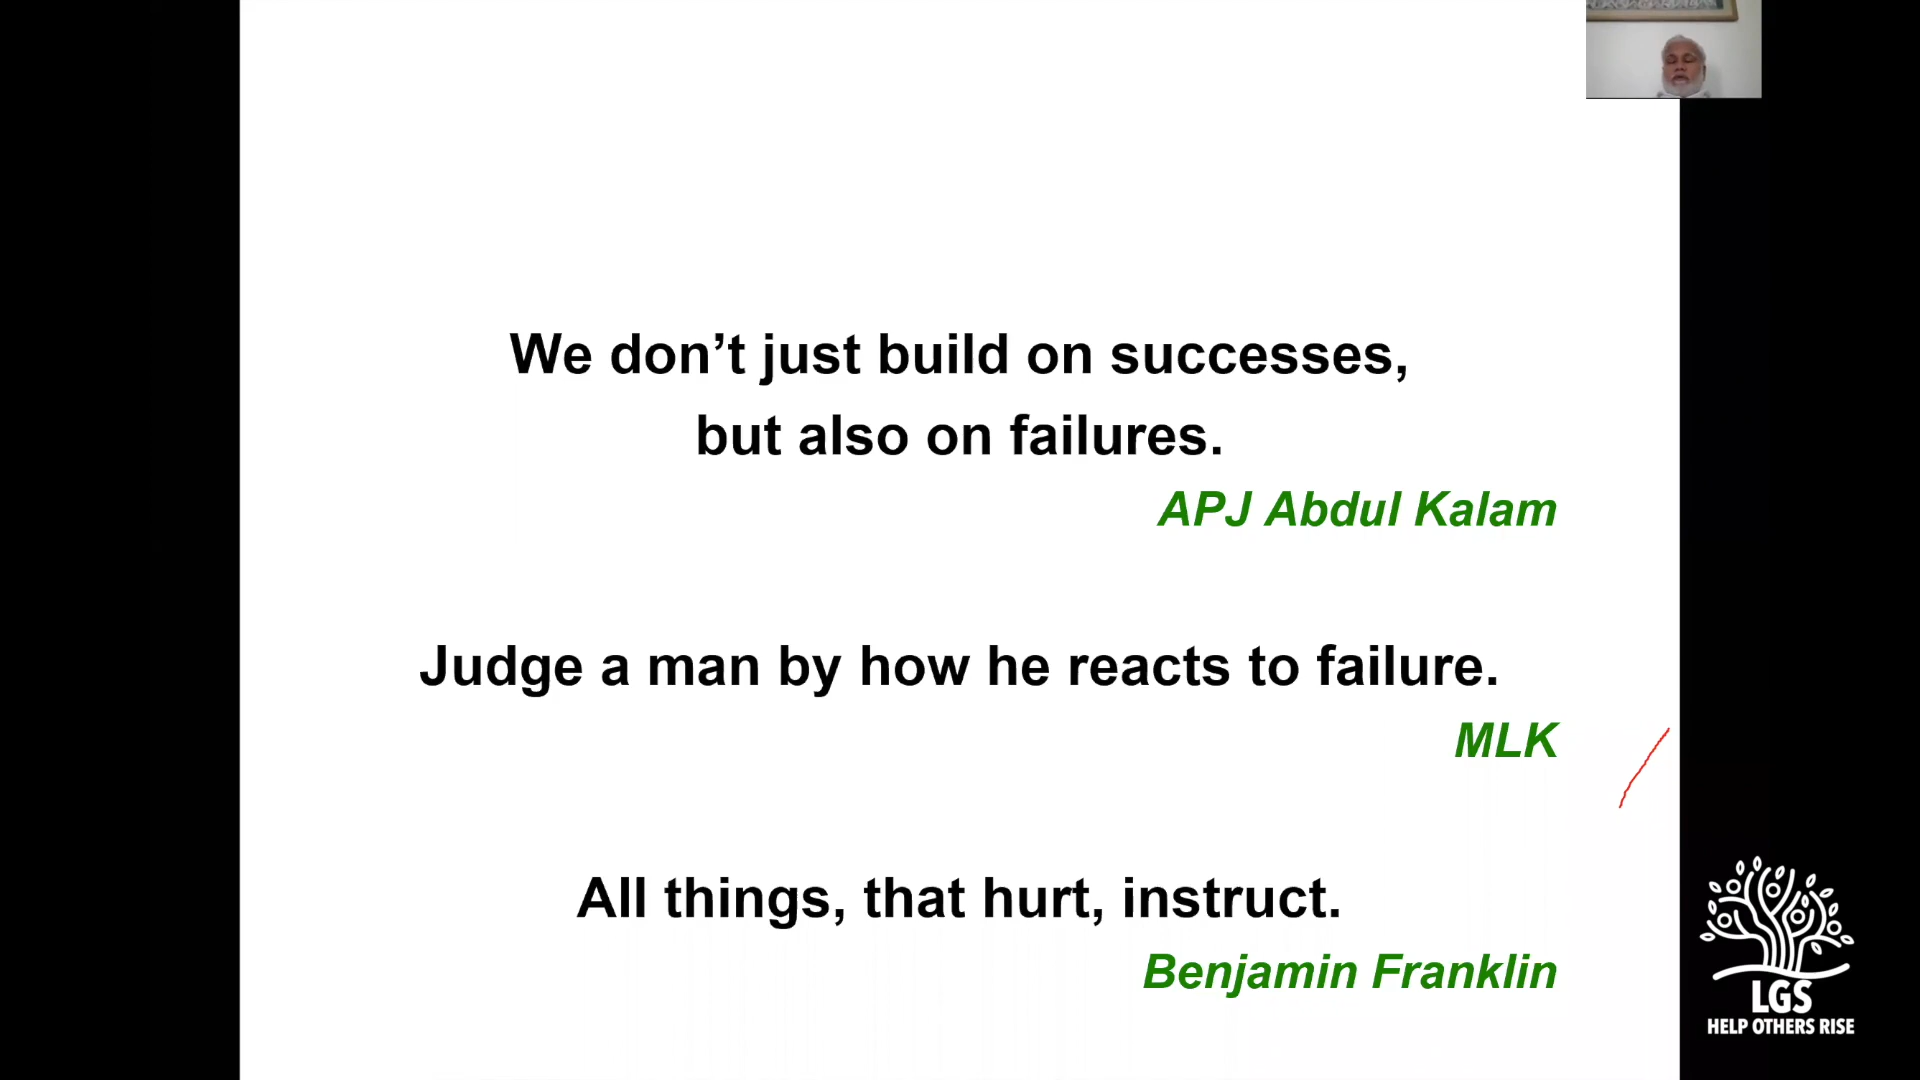 We don’t just build on successes,
but also on failures.
APJ Abdul Kalam
Judge a man by how he reacts to failure.
MLK
All things, that hurt, instruct.
Benjamin Franklin
LGS
HELP OTHERS RISE